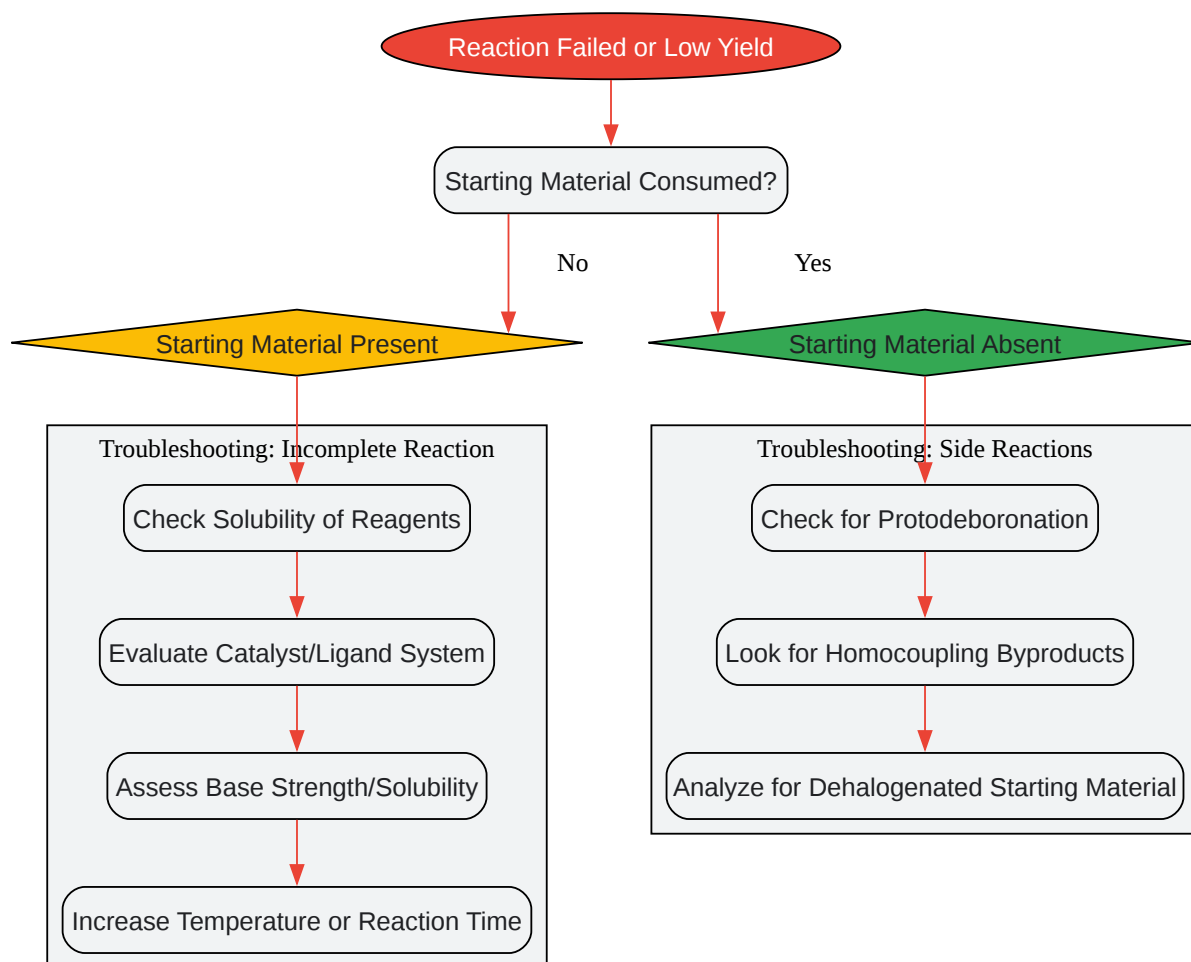 Reaction Failed or Low Yield
Starting Material Consumed?
No
Yes
Starting Material Present
Starting Material Absent
Troubleshooting: Incomplete Reaction
Check Solubility of Reagents
Evaluate Catalyst/Ligand System
Assess Base Strength/Solubility
Increase Temperature or Reaction Time
Troubleshooting: Side Reactions
Check for Protodeboronation
Look for Homocoupling Byproducts
Analyze for Dehalogenated Starting Material